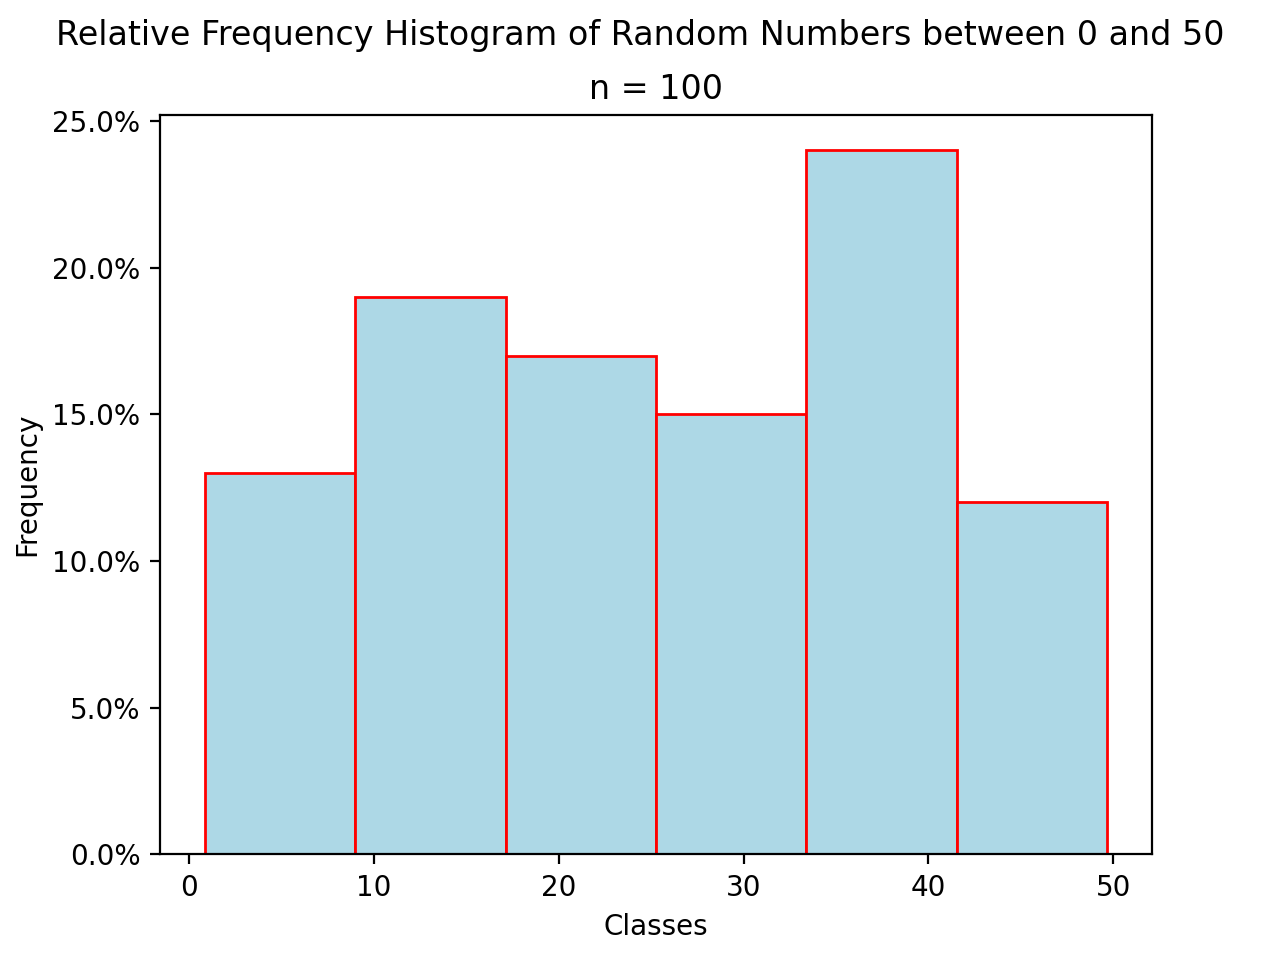 Relative Frequency Histogram of Random Numbers between 0 and 50
n = 100
25.0%
20.0%
15.0%
10.0%
5.0%
0.0%
Frequency
0 10 20 30 40 50
Classes